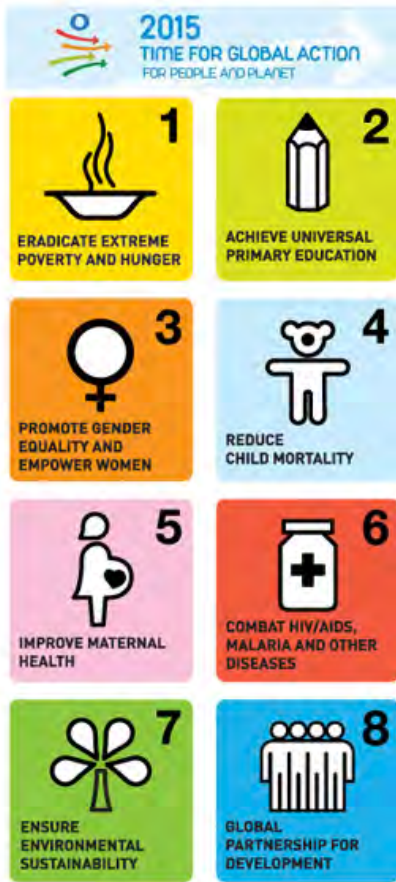 2015
TIME FOR GLOBAL ACTION
FOR PEOPLE AND PLANET
1
ERADICATE EXTREME
POVERTY AND HUNGER
2
ACHIEVE UNIVERSAL
PRIMARY EDUCATION
3
PROMOTE GENDER
EQUALITY AND
EMPOWER WOMEN
4
REDUCE
CHILD MORTALITY
5
IMPROVE MATERNAL
HEALTH
6
COMBAT HIV/AIDS,
MALARIA AND OTHER
DISEASES
7
ENSURE
ENVIRONMENTAL
SUSTAINABILITY
8
GLOBAL
PARTNERSHIP FOR
DEVELOPMENT